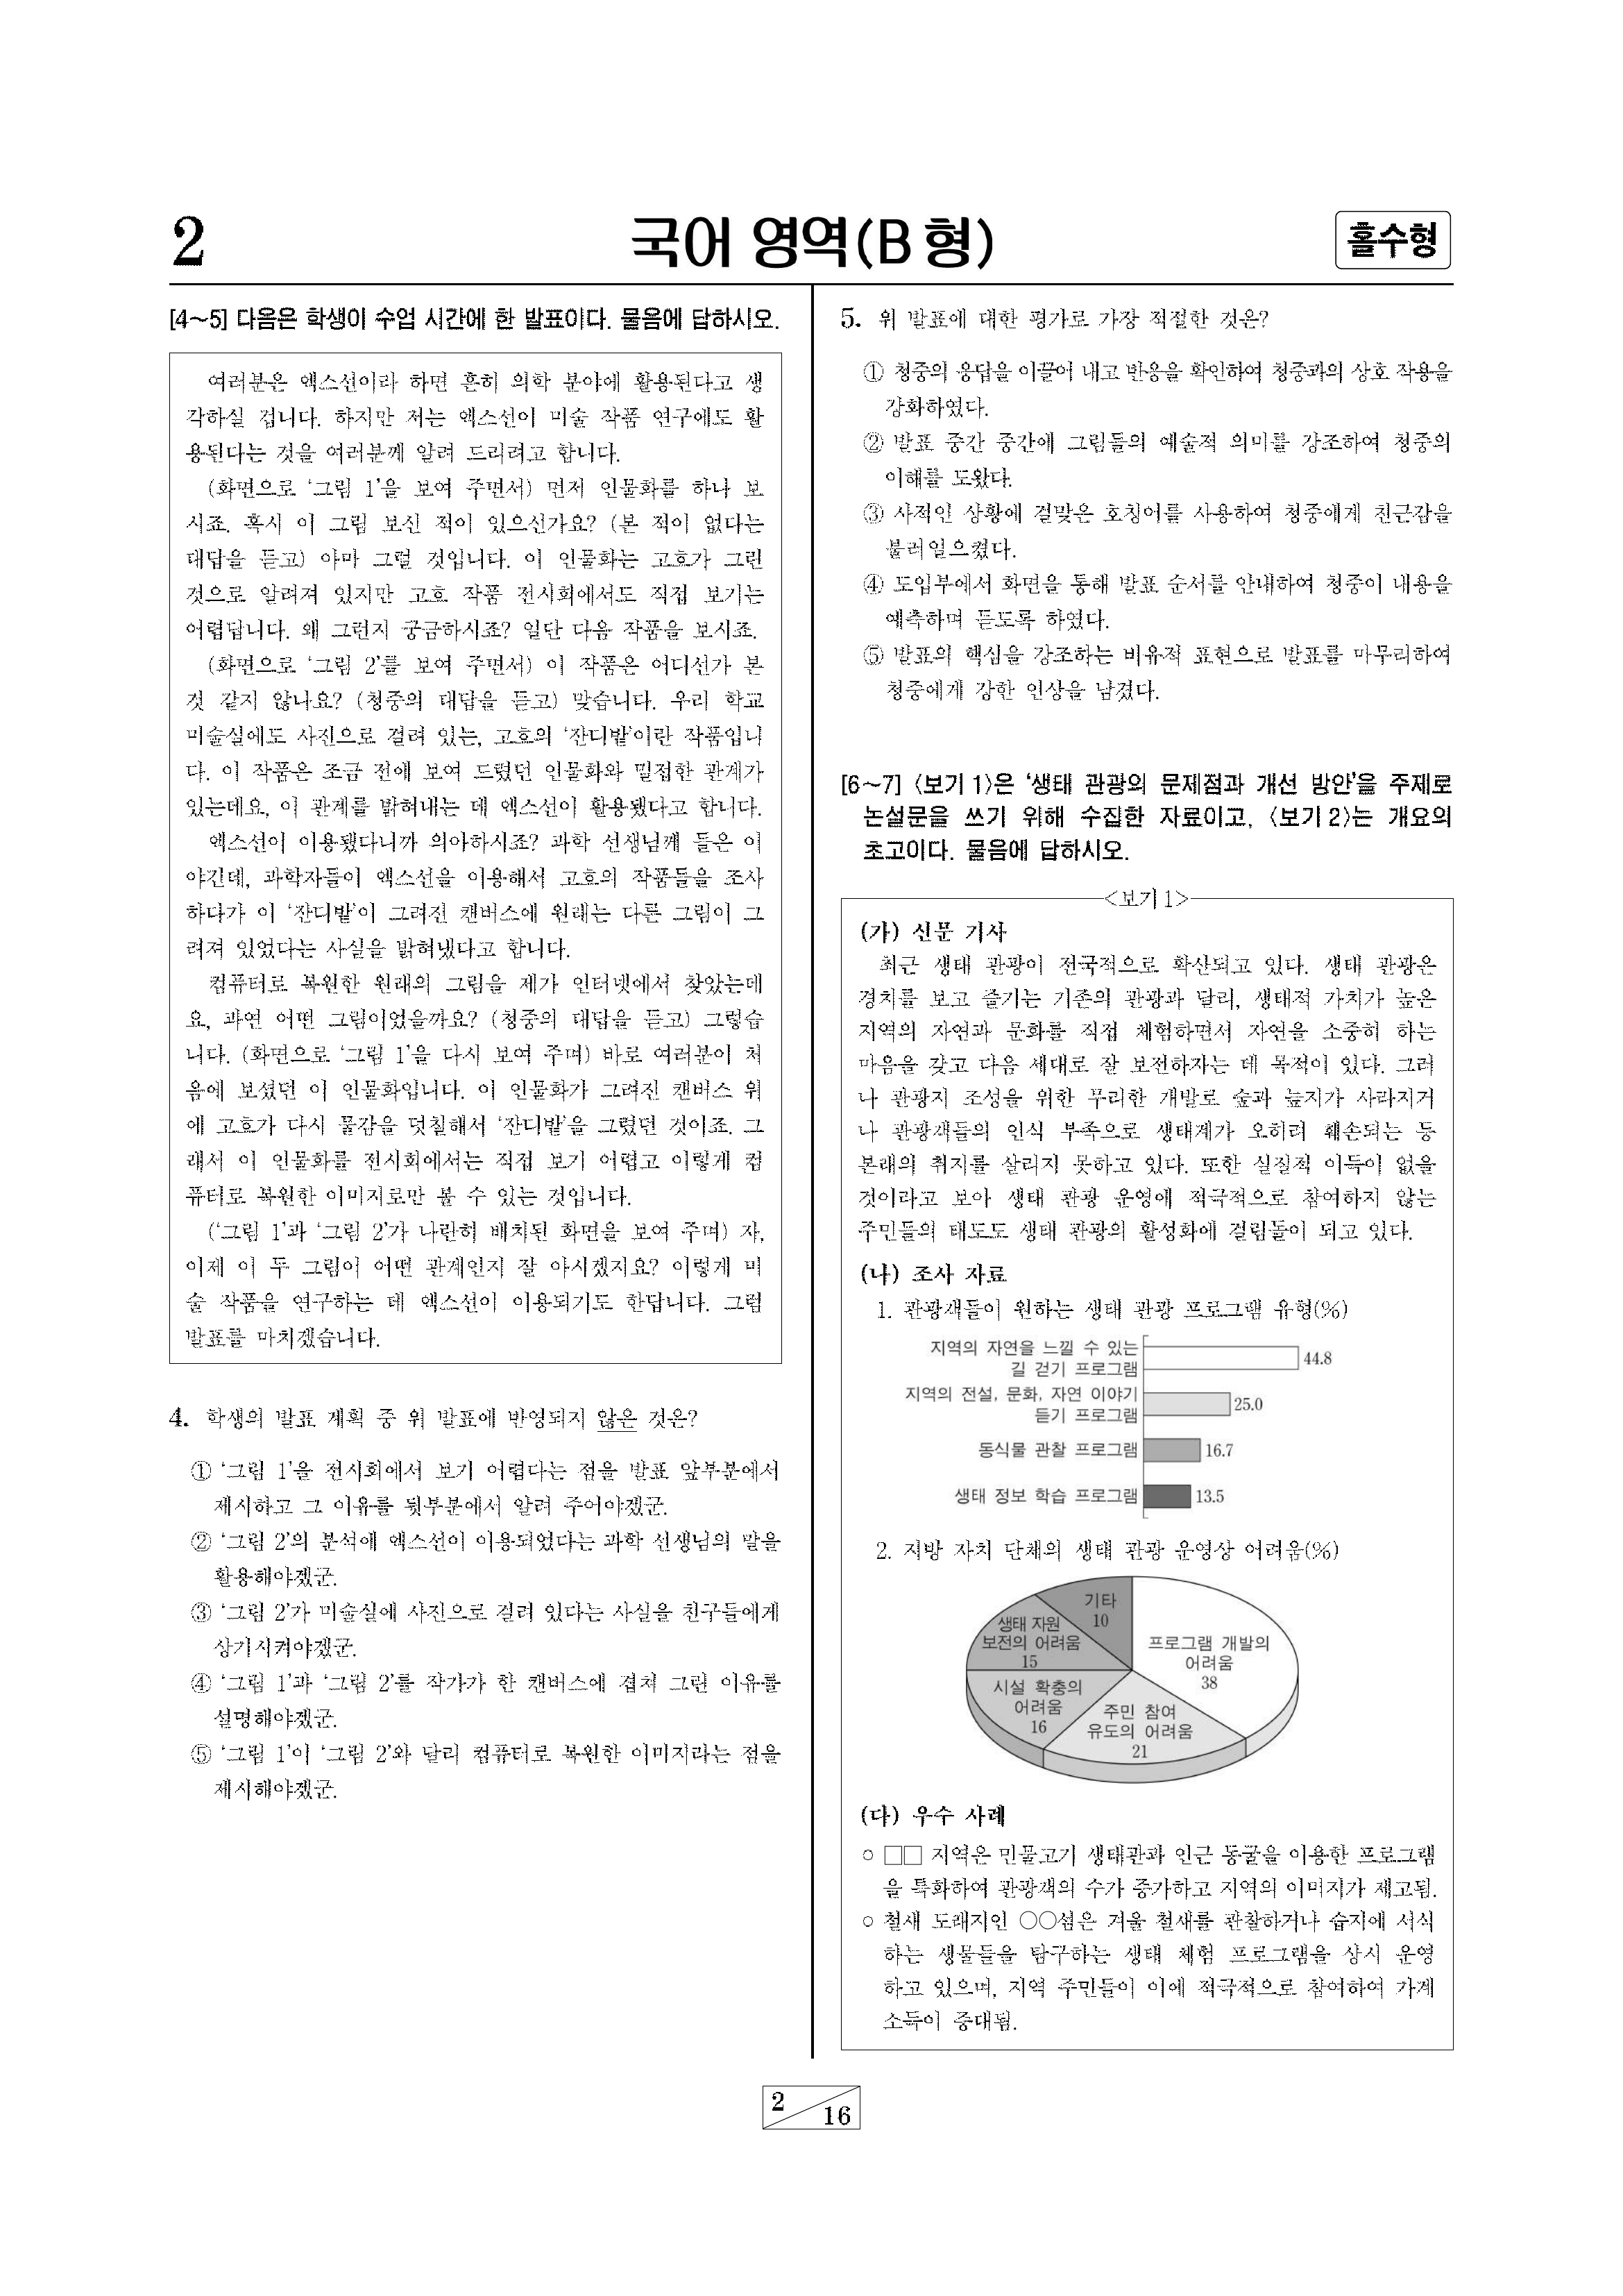 2
국어 영역(B 형)
홀수형
[4~5] 다음은 학생이 수업 시간에 한 발표이다. 물음에 답하시오.
여러분은 엑스선이라 하면 흔히 의학 분야에 활용된다고 생
각하실 겁니다. 하지만 저는 엑스선이 미술 작품 연구에도 활
용된다는 것을 여러분께 알려 드리려고 합니다.
(화면으로 ‘그림 1’을 보여 주면서) 먼저 인물화를 하나 보
시죠. 혹시 이 그림 보신 적이 있으신가요? (본 적이 없다는
대답을 듣고) 아마 그럴 것입니다. 이 인물화는 고흐가 그린
것으로 알려져 있지만 고흐 작품 전시회에서도 직접 보기는
어렵답니다. 왜 그런지 궁금하시죠? 일단 다음 작품을 보시죠.
(화면으로 ‘그림 2’를 보여 주면서) 이 작품은 어디선가 본
것 같지 않나요? (청중의 대답을 듣고) 맞습니다. 우리 학교
미술실에도 사진으로 걸려 있는, 고흐의 ‘잔디밭’이란 작품입니
다. 이 작품은 조금 전에 보여 드렸던 인물화와 밀접한 관계가
있는데요, 이 관계를 밝혀내는 데 엑스선이 활용됐다고 합니다.
엑스선이 이용됐다니까 의아하시죠? 과학 선생님께 들은 이
야긴데, 과학자들이 엑스선을 이용해서 고흐의 작품들을 조사
하다가 이 ‘잔디밭’이 그려진 캔버스에 원래는 다른 그림이 그
려져 있었다는 사실을 밝혀냈다고 합니다.
컴퓨터로 복원한 원래의 그림을 제가 인터넷에서 찾았는데
요, 과연 어떤 그림이었을까요? (청중의 대답을 듣고) 그렇습
니다. (화면으로 ‘그림 1’을 다시 보여 주며) 바로 여러분이 처
음에 보셨던 이 인물화입니다. 이 인물화가 그려진 캔버스 위
에 고흐가 다시 물감을 덧칠해서 ‘잔디밭’을 그렸던 것이죠. 그
래서 이 인물화를 전시회에서는 직접 보기 어렵고 이렇게 컴
퓨터로 복원한 이미지로만 볼 수 있는 것입니다.
(‘그림 1’과 ‘그림 2’가 나란히 배치된 화면을 보여 주며) 자,
이제 이 두 그림이 어떤 관계인지 잘 아시겠지요? 이렇게 미
술 작품을 연구하는 데 엑스선이 이용되기도 한답니다. 그럼
발표를 마치겠습니다.
4. 학생의 발표 계획 중 위 발표에 반영되지 않은 것은?
① ‘그림 1’을 전시회에서 보기 어렵다는 점을 발표 앞부분에서
제시하고 그 이유를 뒷부분에서 알려 주어야겠군.
② ‘그림 2’의 분석에 엑스선이 이용되었다는 과학 선생님의 말을
활용해야겠군.
③ ‘그림 2’가 미술실에 사진으로 걸려 있다는 사실을 친구들에게
상기시켜야겠군.
④ ‘그림 1’과 ‘그림 2’를 작가가 한 캔버스에 겹쳐 그린 이유를
설명해야겠군.
⑤ ‘그림 1’이 ‘그림 2’와 달리 컴퓨터로 복원한 이미지라는 점을
제시해야겠군.
5. 위 발표에 대한 평가로 가장 적절한 것은?
① 청중의 응답을 이끌어 내고 반응을 확인하여 청중과의 상호 작용을
강화하였다.
② 발표 중간 중간에 그림들의 예술적 의미를 강조하여 청중의
이해를 도왔다.
③ 사적인 상황에 걸맞은 호칭어를 사용하여 청중에게 친근감을
불러일으켰다.
④ 도입부에서 화면을 통해 발표 순서를 안내하여 청중이 내용을
예측하며 듣도록 하였다.
⑤ 발표의 핵심을 강조하는 비유적 표현으로 발표를 마무리하여
청중에게 강한 인상을 남겼다.
[6~7] <보기 1>은 ‘생태 관광의 문제점과 개선 방안’을 주제로
논설문을 쓰기 위해 수집한 자료이고, <보기 2>는 개요의
초고이다. 물음에 답하시오.
<보기 1>
(가) 신문 기사
최근 생태 관광이 전국적으로 확산되고 있다. 생태 관광은
경치를 보고 즐기는 기존의 관광과 달리, 생태적 가치가 높은
지역의 자연과 문화를 직접 체험하면서 자연을 소중히 하는
마음을 갖고 다음 세대로 잘 보전하자는 데 목적이 있다. 그러
나 관광지 조성을 위한 무리한 개발로 숲과 늪지가 사라지거
나 관광객들의 인식 부족으로 생태계가 오히려 훼손되는 등
본래의 취지를 살리지 못하고 있다. 또한 실질적 이득이 없을
것이라고 보아 생태 관광 운영에 적극적으로 참여하지 않는
주민들의 태도도 생태 관광의 활성화에 걸림돌이 되고 있다.
(나) 조사 자료
1. 관광객들이 원하는 생태 관광 프로그램 유형(%)
지역의 자연을 느낄 수 있는
길 걷기 프로그램
44.8
지역의 전설, 문화, 자연 이야기
듣기 프로그램
25.0
동식물 관찰 프로그램
16.7
생태 정보 학습 프로그램
13.5
2. 지방 자치 단체의 생태 관광 운영상 어려움(%)
기타
10
생태 자원
보전의 어려움
15
프로그램 개발의
어려움
38
시설 확충의
어려움
16
주민 참여
유도의 어려움
21
(다) 우수 사례
○ □□ 지역은 민물고기 생태관과 인근 동굴을 이용한 프로그램
을 특화하여 관광객의 수가 증가하고 지역의 이미지가 제고됨.
○ 철새 도래지인 ○○섬은 겨울 철새를 관찰하거나 습지에 서식
하는 생물들을 탐구하는 생태 체험 프로그램을 상시 운영
하고 있으며, 지역 주민들이 이에 적극적으로 참여하여 가계
소득이 증대됨.
2
16